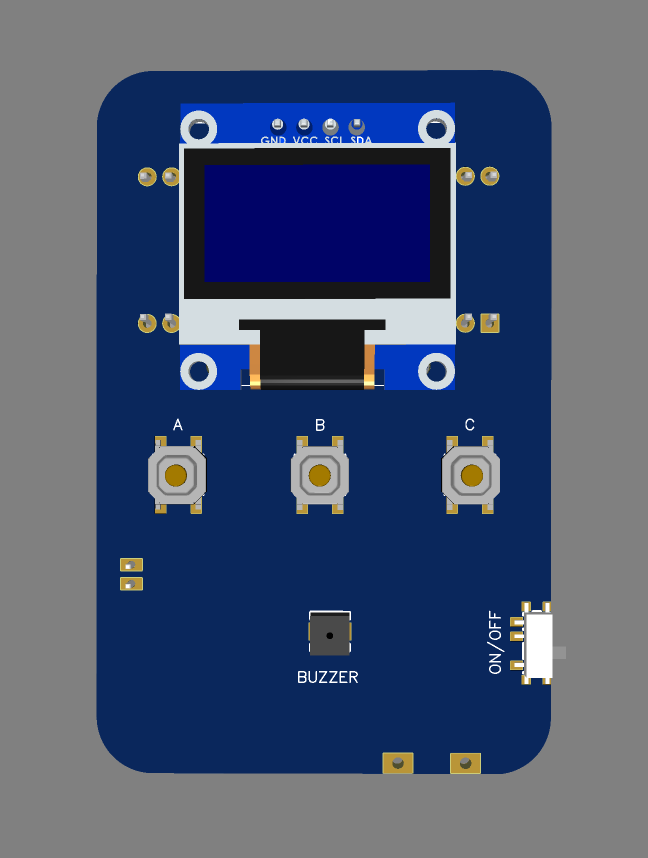 GND VCC SCL SDA
A B C
ON/OFF
BUZZER